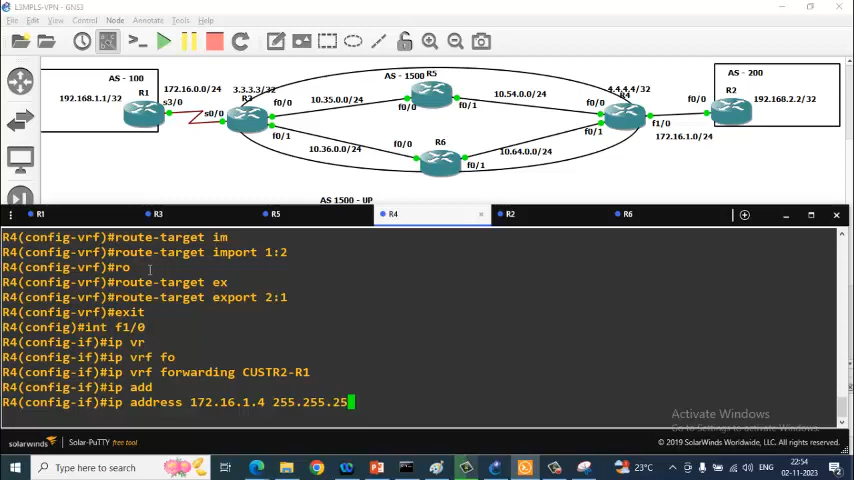 L3MPLS-VPN - GNS3
File Edit View Control Node Annotate Tools Help
AS - 100
192.168.1.1/32
R1
s3/0
172.16.0.0/24
s0/0
3.3.3.3/32
R3
f0/0
f0/1
10.35.0.0/24
10.36.0.0/24
AS - 1500
R5
f0/0
f0/1
10.54.0.0/24
R6
f0/0
f0/1
10.64.0.0/24
4.4.4.4/32
R4
f0/0
f0/1
f1/0
172.16.1.0/24
AS - 200
f0/0
R2
192.168.2.2/32
AS 1500 - UP
R1 R3 R5 R4 R2 R6
R4(config-vrf)#route-target im
R4(config-vrf)#route-target import 1:2
R4(config-vrf)#ro
R4(config-vrf)#route-target ex
R4(config-vrf)#route-target export 2:1
R4(config-vrf)#exit
R4(config)#int f1/0
R4(config-if)#ip vr
R4(config-if)#ip vrf fo
R4(config-if)#ip vrf forwarding CUSTR2-R1
R4(config-if)#ip add
R4(config-if)#ip address 172.16.1.4 255.255.25
Activate Windows
Go to Settings to activate Windows.
solarwinds Solar-PuTTY free tool
© 2019 SolarWinds Worldwide, LLC. All rights reserved.
Type here to search
23°C
ENG
22:54
02-11-2023
2